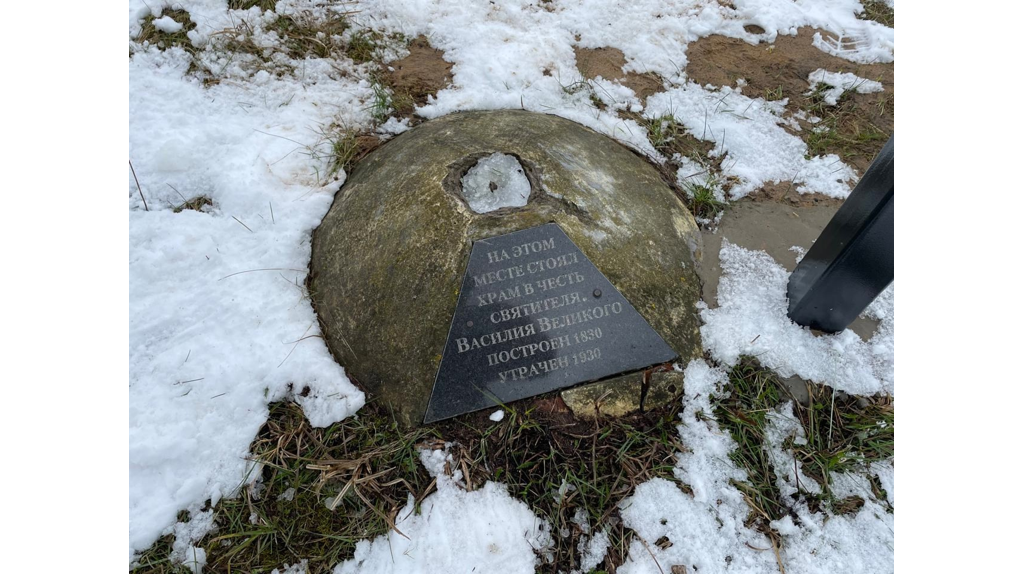 НА ЭТОМ
МЕСТЕ СТОЯЛ
ХРАМ В ЧЕСТЬ
СВЯТИТЕЛЯ
ВАСИЛИЯ ВЕЛИКОГО
ПОСТРОЕН 1830
УТРАЧЕН 1930